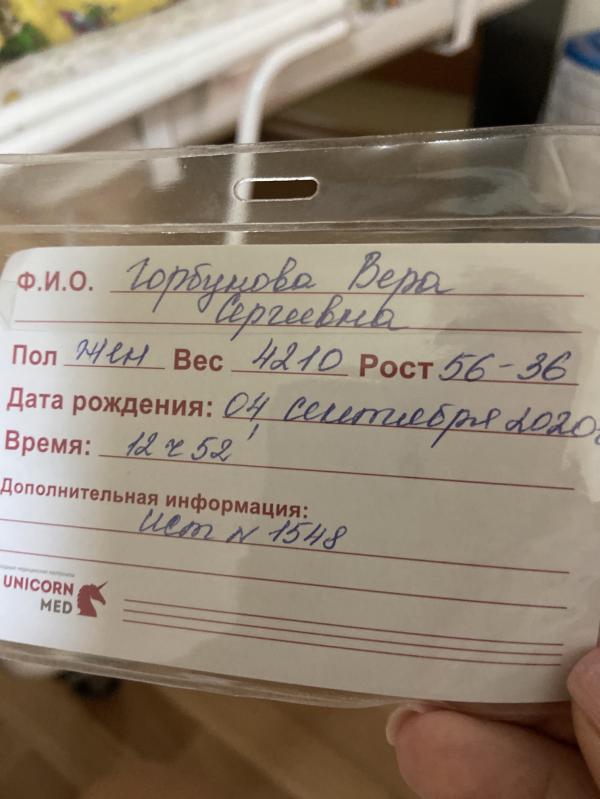 Ф.И.О. Горбунова Вера
Сергеевна
Пол жен Вес 4210 Рост 56-36
Дата рождения: 04 сентября 2020г
Время: 12 ч 52'
Дополнительная информация:
Ист N 1548
UNICORN
MED